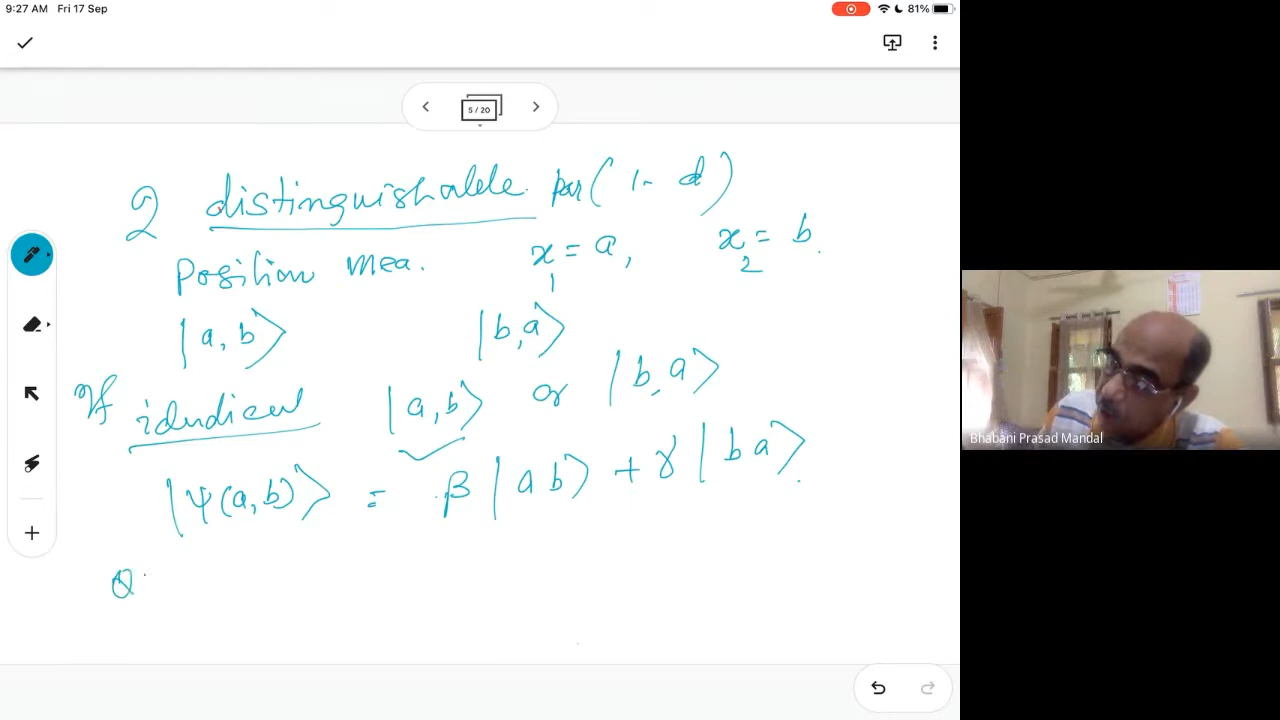 9:27 AM Fri 17 Sep
81%
5 / 20
2 distinguishable par( 1-d)
Position mea. x₁ = a, x₂ = b.
|a, b⟩ |b, a⟩
If identical |a, b⟩ or |b, a⟩
|Ψ(a, b)⟩ = β |a b⟩ + γ |b a⟩.
Q.
Bhabani Prasad Mandal